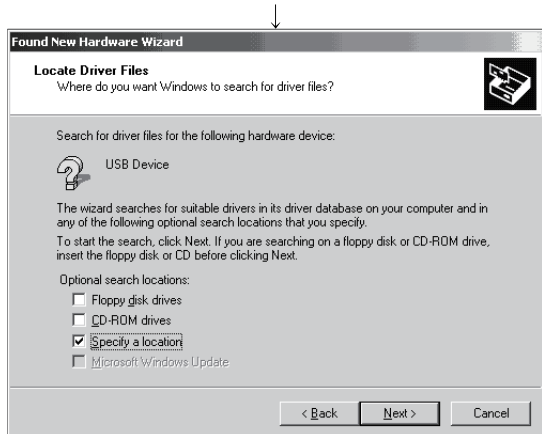 Found New Hardware Wizard
Locate Driver Files
Where do you want Windows to search for driver files?
Search for driver files for the following hardware device:
USB Device
The wizard searches for suitable drivers in its driver database on your computer and in
any of the following optional search locations that you specify.
To start the search, click Next. If you are searching on a floppy disk or CD-ROM drive,
insert the floppy disk or CD before clicking Next.
Optional search locations:
Floppy disk drives
CD-ROM drives
Specify a location
Microsoft Windows Update
< Back Next > Cancel